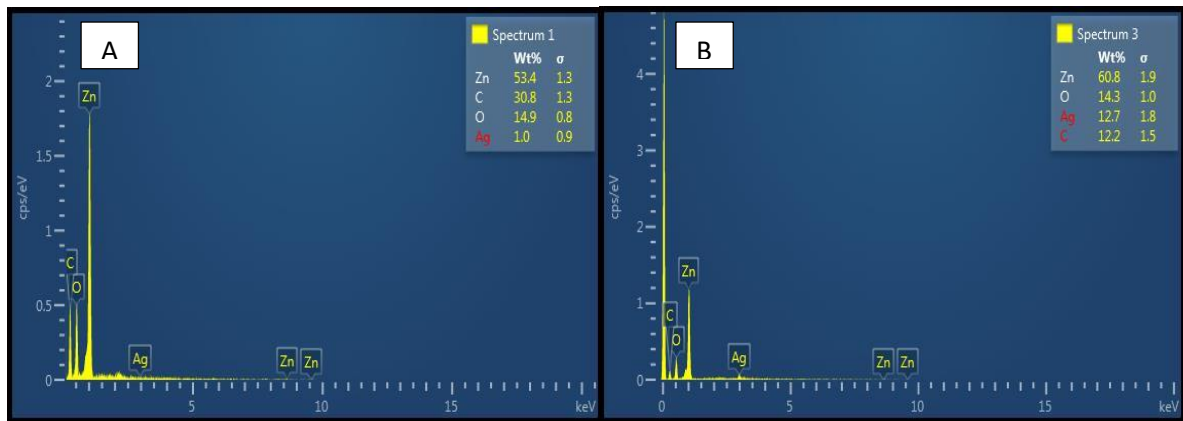 A
Spectrum 1
Wt% σ
Zn 53.4 1.3
C 30.8 1.3
O 14.9 0.8
Ag 1.0 0.9
2
1.5
1
0.5
0
cps/eV
Zn
C
O
Ag
Zn
Zn
5
10
15
keV
B
Spectrum 3
Wt% σ
Zn 60.8 1.9
O 14.3 1.0
Ag 12.7 1.8
C 12.2 1.5
4
3
2
1
0
cps/eV
Zn
C
O
Ag
Zn
Zn
0
5
10
15
keV